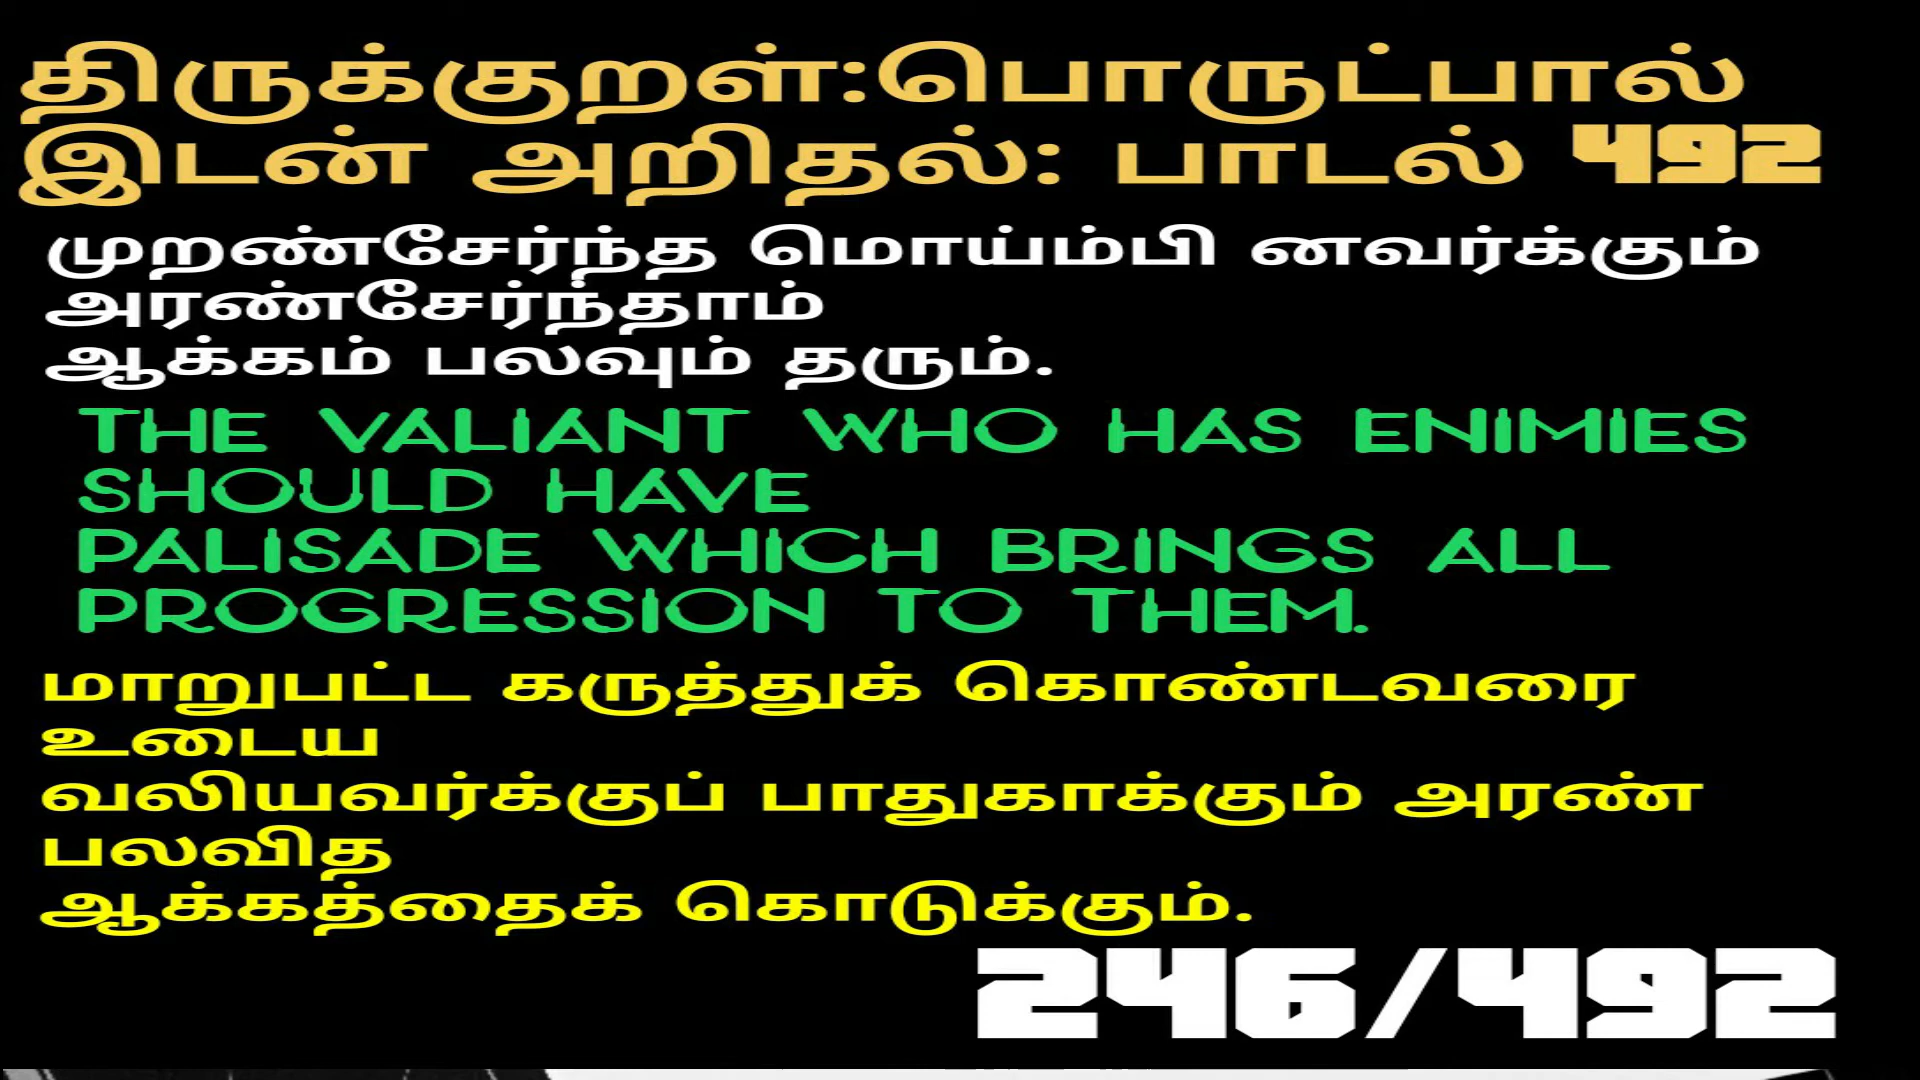 திருக்குறள்:பொருட்பால்
இடன் அறிதல்: பாடல் 492
முறண்சேர்ந்த மொய்ம்பி னவர்க்கும்
அரண்சேர்ந்தாம்
ஆக்கம் பலவும் தரும்.
THE VALIANT WHO HAS ENIMIES
SHOULD HAVE
PALISADE WHICH BRINGS ALL
PROGRESSION TO THEM.
மாறுபட்ட கருத்துக் கொண்டவரை
உடைய
வலியவர்க்குப் பாதுகாக்கும் அரண்
பலவித
ஆக்கத்தைக் கொடுக்கும்.
246/492